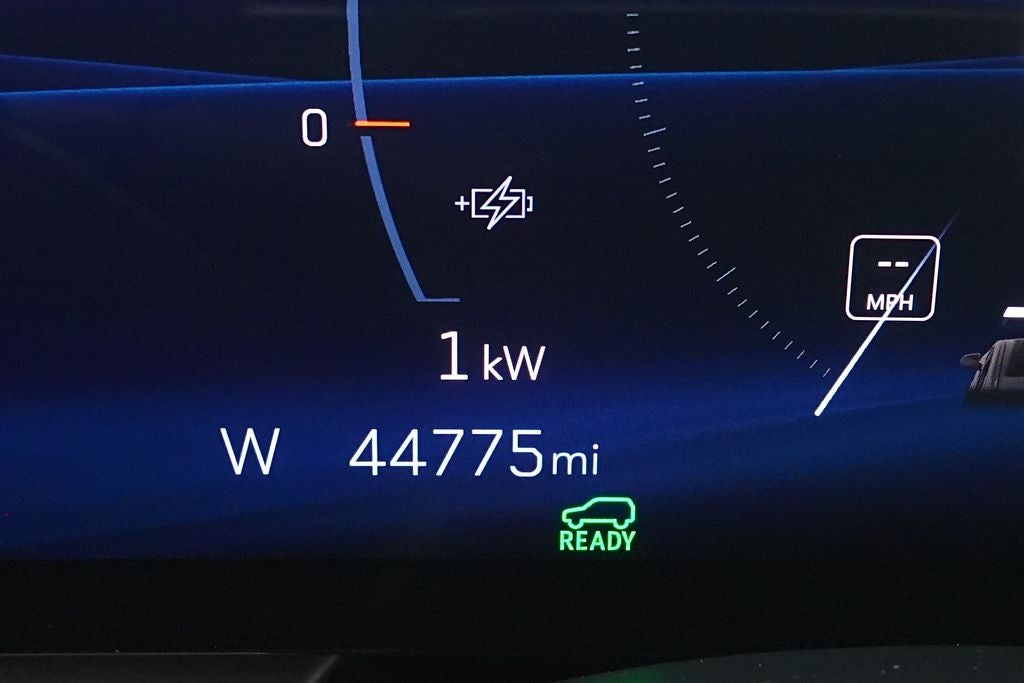 0
+
--
MPH
1 kW
W 44775mi
READY